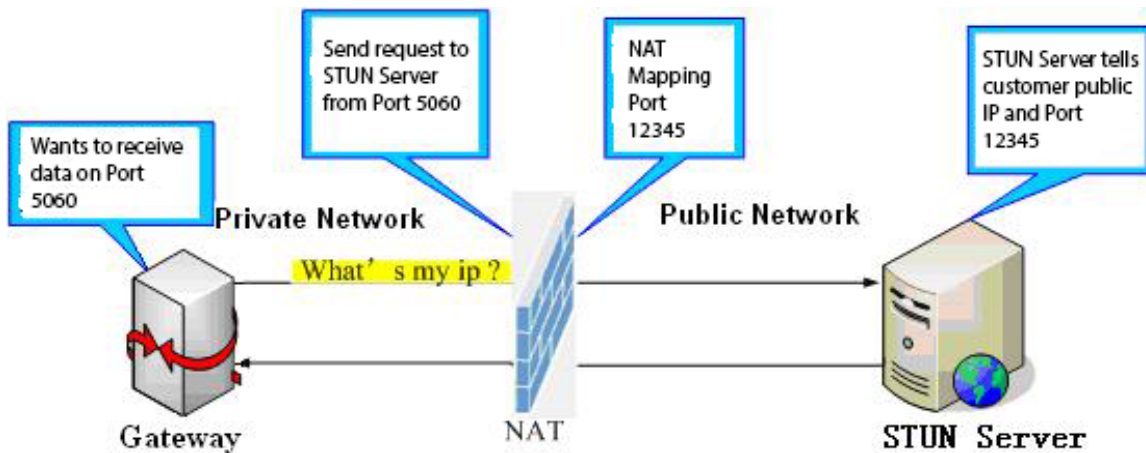 Send request to
STUN Server
from Port 5060
NAT
Mapping
Port
12345
STUN Server tells
customer public
IP and Port
12345
Wants to receive
data on Port
5060
Private Network
Public Network
What's my ip ?
Gateway
NAT
STUN Server